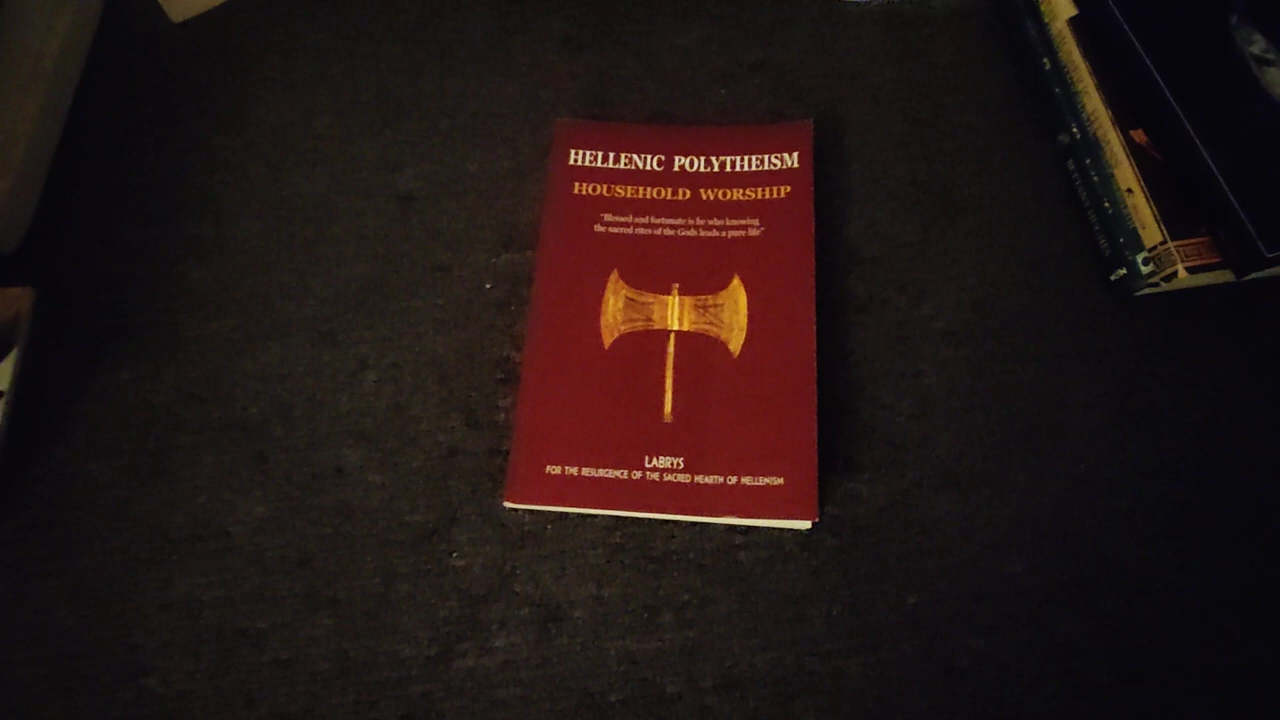 HELLENIC POLYTHEISM
HOUSEHOLD WORSHIP
"Blessed and fortunate is he who knowing
the sacred rites of the Gods leads a pure life"
LABRYS
FOR THE RESURGENCE OF THE SACRED HEARTH OF HELLENISM